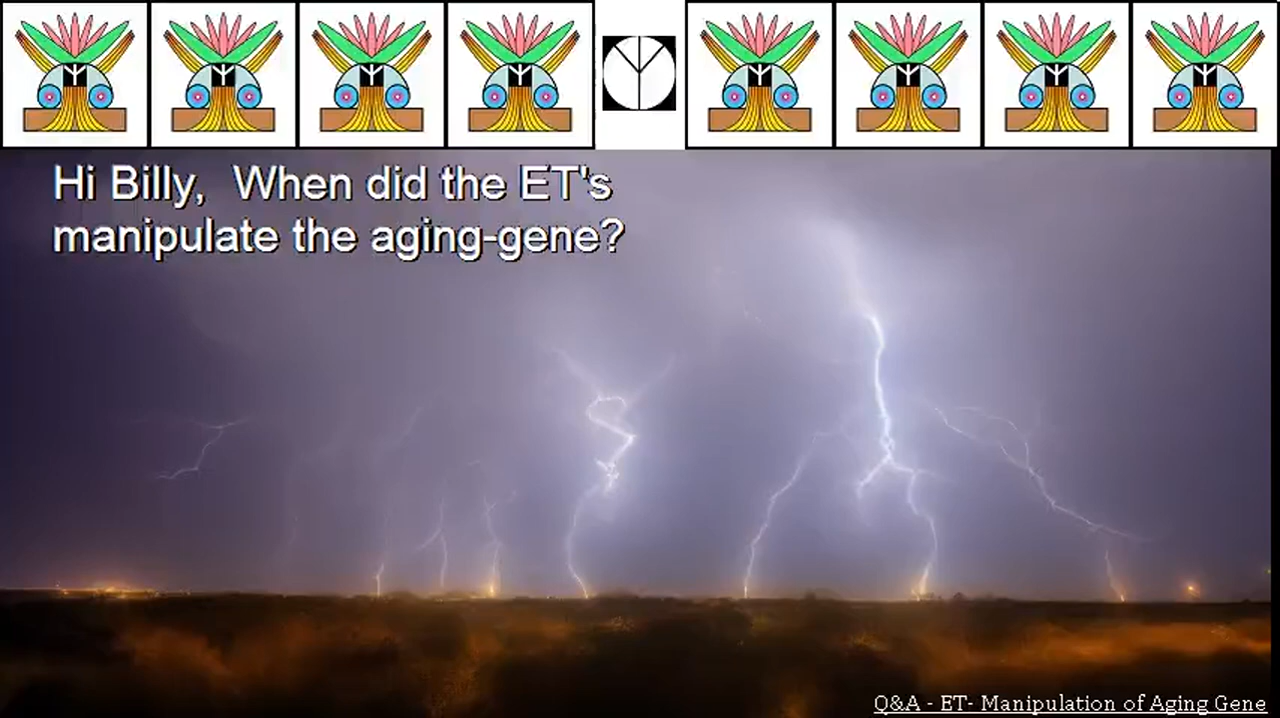 Hi Billy,  When did the ET's
manipulate the aging-gene?
Q&A - ET- Manipulation of Aging Gene